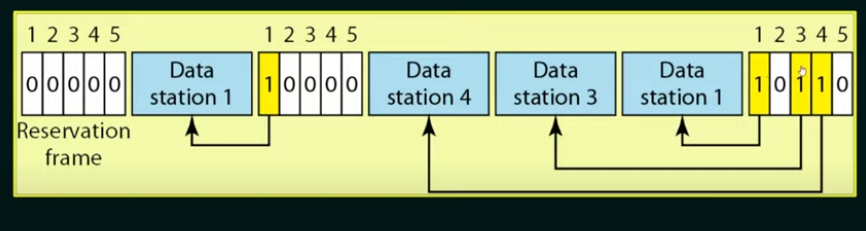 1 2 3 4 5
1 2 3 4 5
1 2 3 4 5
0 0 0 0 0
Data
station 1
1 0 0 0 0
Data
station 4
Data
station 3
Data
station 1
1 0 1 1 0
Reservation
frame